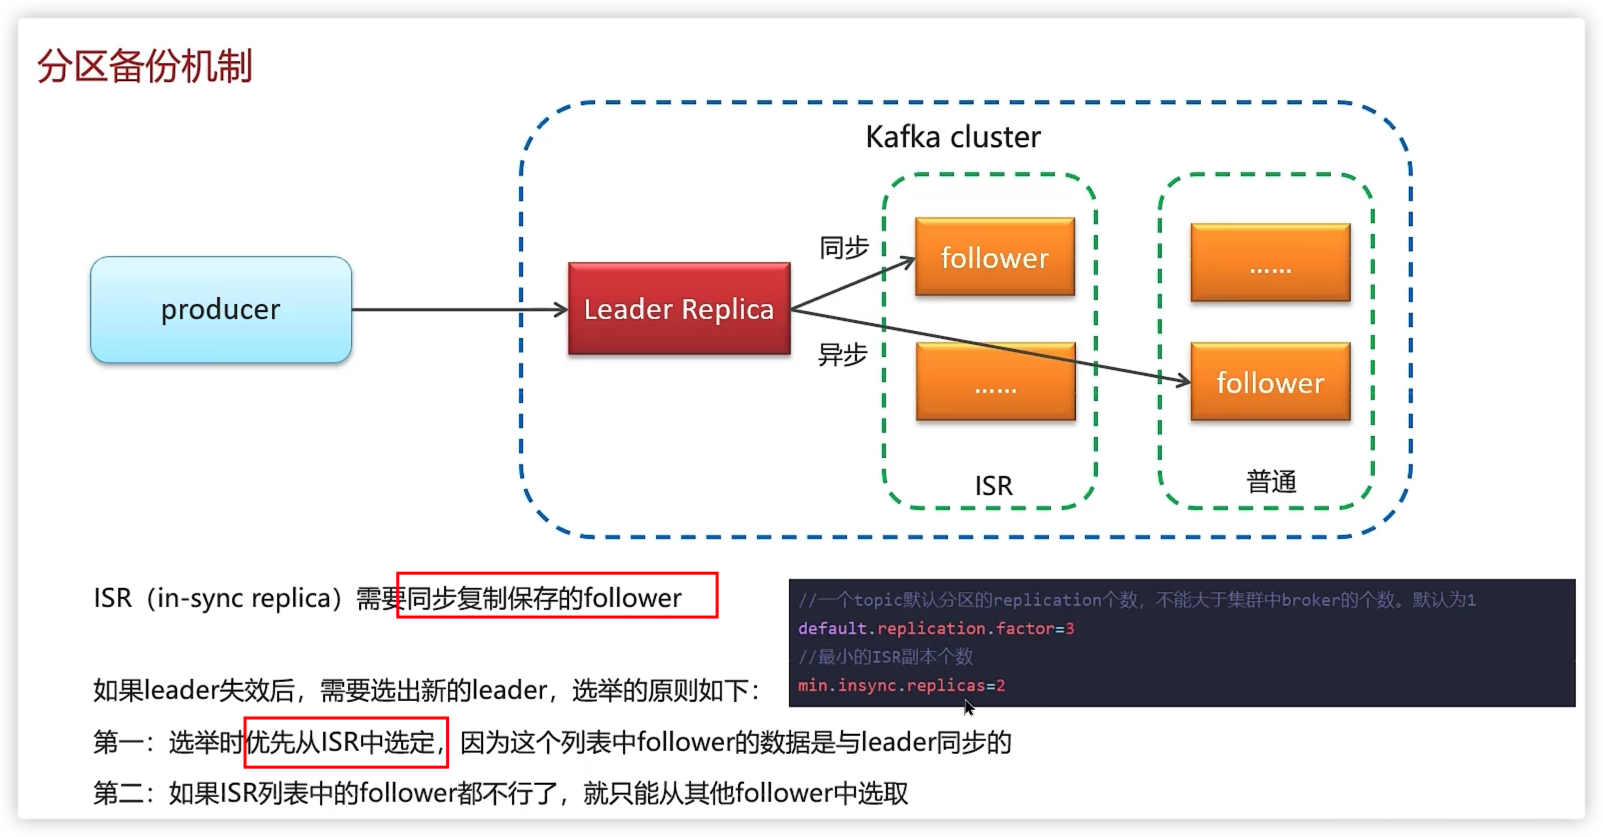 分区备份机制
Kafka cluster
producer
Leader Replica
同步
异步
follower
……
ISR
……
follower
普通
ISR（in-sync replica）需要同步复制保存的follower
如果leader失效后，需要选出新的leader，选举的原则如下：
第一：选举时优先从ISR中选定，因为这个列表中follower的数据是与leader同步的
第二：如果ISR列表中的follower都不行了，就只能从其他follower中选取
//一个topic默认分区的replication个数，不能大于集群中broker的个数。默认为1
default.replication.factor=3
//最小的ISR副本个数
min.insync.replicas=2